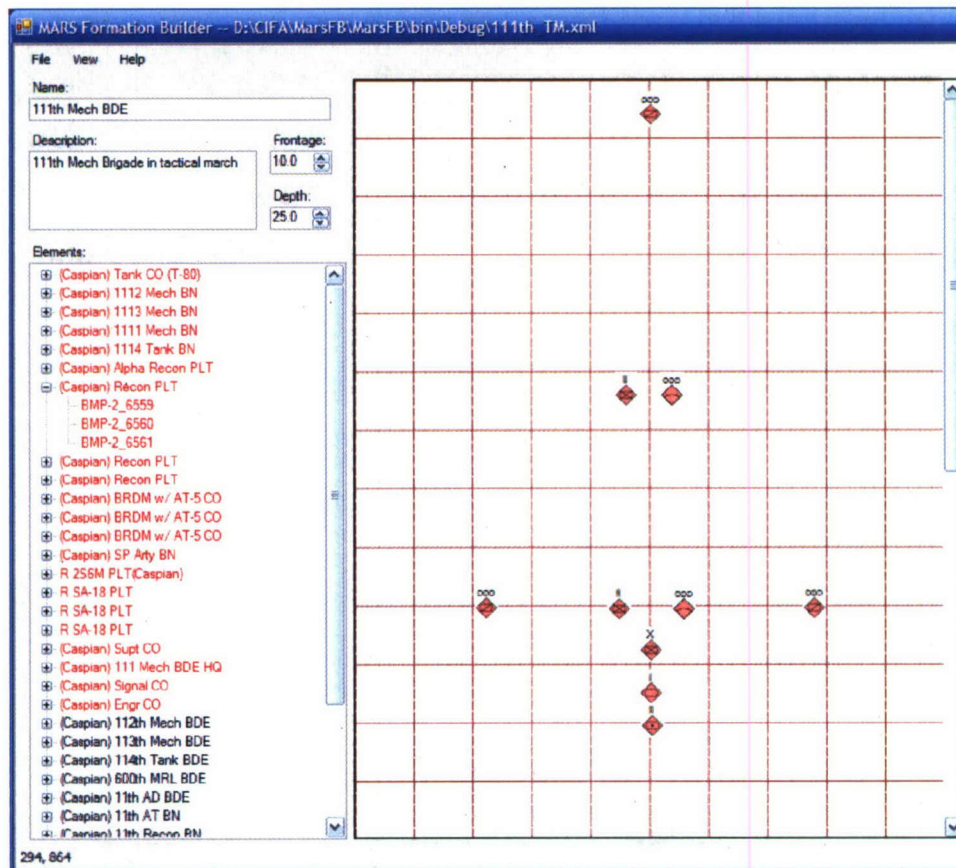 MARS Formation Builder -- D:\CIFA\MarsFB\MarsFB\bin\Debug\111th_TM.xml
File View Help
Name:
111th Mech BDE
Description:
Frontage:
111th Mech Brigade in tactical march
10.0
Depth:
25.0
Elements:
(Caspian) Tank CO (T-80)
(Caspian) 1112 Mech BN
(Caspian) 1113 Mech BN
(Caspian) 1111 Mech BN
(Caspian) 1114 Tank BN
(Caspian) Alpha Recon PLT
(Caspian) Recon PLT
BMP-2_6559
BMP-2_6560
BMP-2_6561
(Caspian) Recon PLT
(Caspian) Recon PLT
(Caspian) BRDM w/ AT-5 CO
(Caspian) BRDM w/ AT-5 CO
(Caspian) BRDM w/ AT-5 CO
(Caspian) SP Arty BN
R 2S6M PLT(Caspian)
R SA-18 PLT
R SA-18 PLT
R SA-18 PLT
(Caspian) Supt CO
(Caspian) 111 Mech BDE HQ
(Caspian) Signal CO
(Caspian) Engr CO
(Caspian) 112th Mech BDE
(Caspian) 113th Mech BDE
(Caspian) 114th Tank BDE
(Caspian) 600th MRL BDE
(Caspian) 11th AD BDE
(Caspian) 11th AT BN
(Caspian) 11th Recon BN
X
294, 864